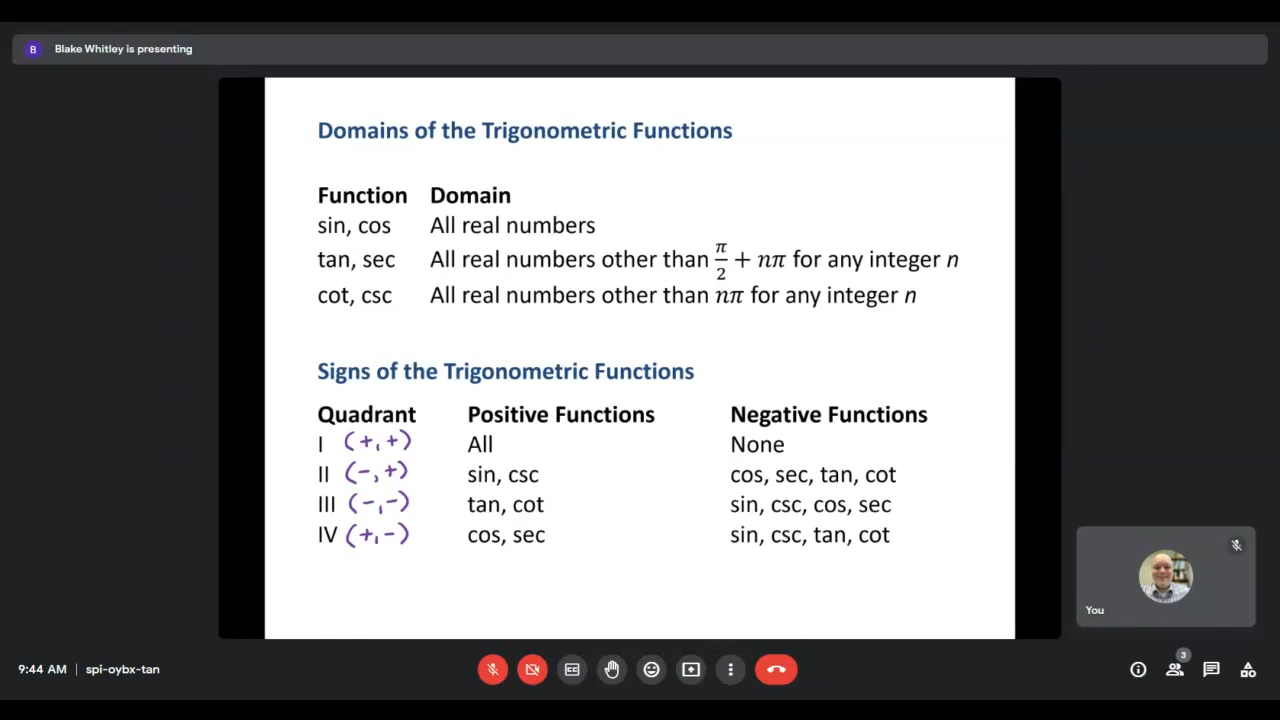 B Blake Whitley is presenting
Domains of the Trigonometric Functions
Function Domain
sin, cos All real numbers
tan, sec All real numbers other than π/2 + nπ for any integer n
cot, csc All real numbers other than nπ for any integer n
Signs of the Trigonometric Functions
Quadrant Positive Functions Negative Functions
I (+,+) All None
II (-,+) sin, csc cos, sec, tan, cot
III (-,-) tan, cot sin, csc, cos, sec
IV (+,-) cos, sec sin, csc, tan, cot
You
9:44 AM | spi-oybx-tan
CC
3